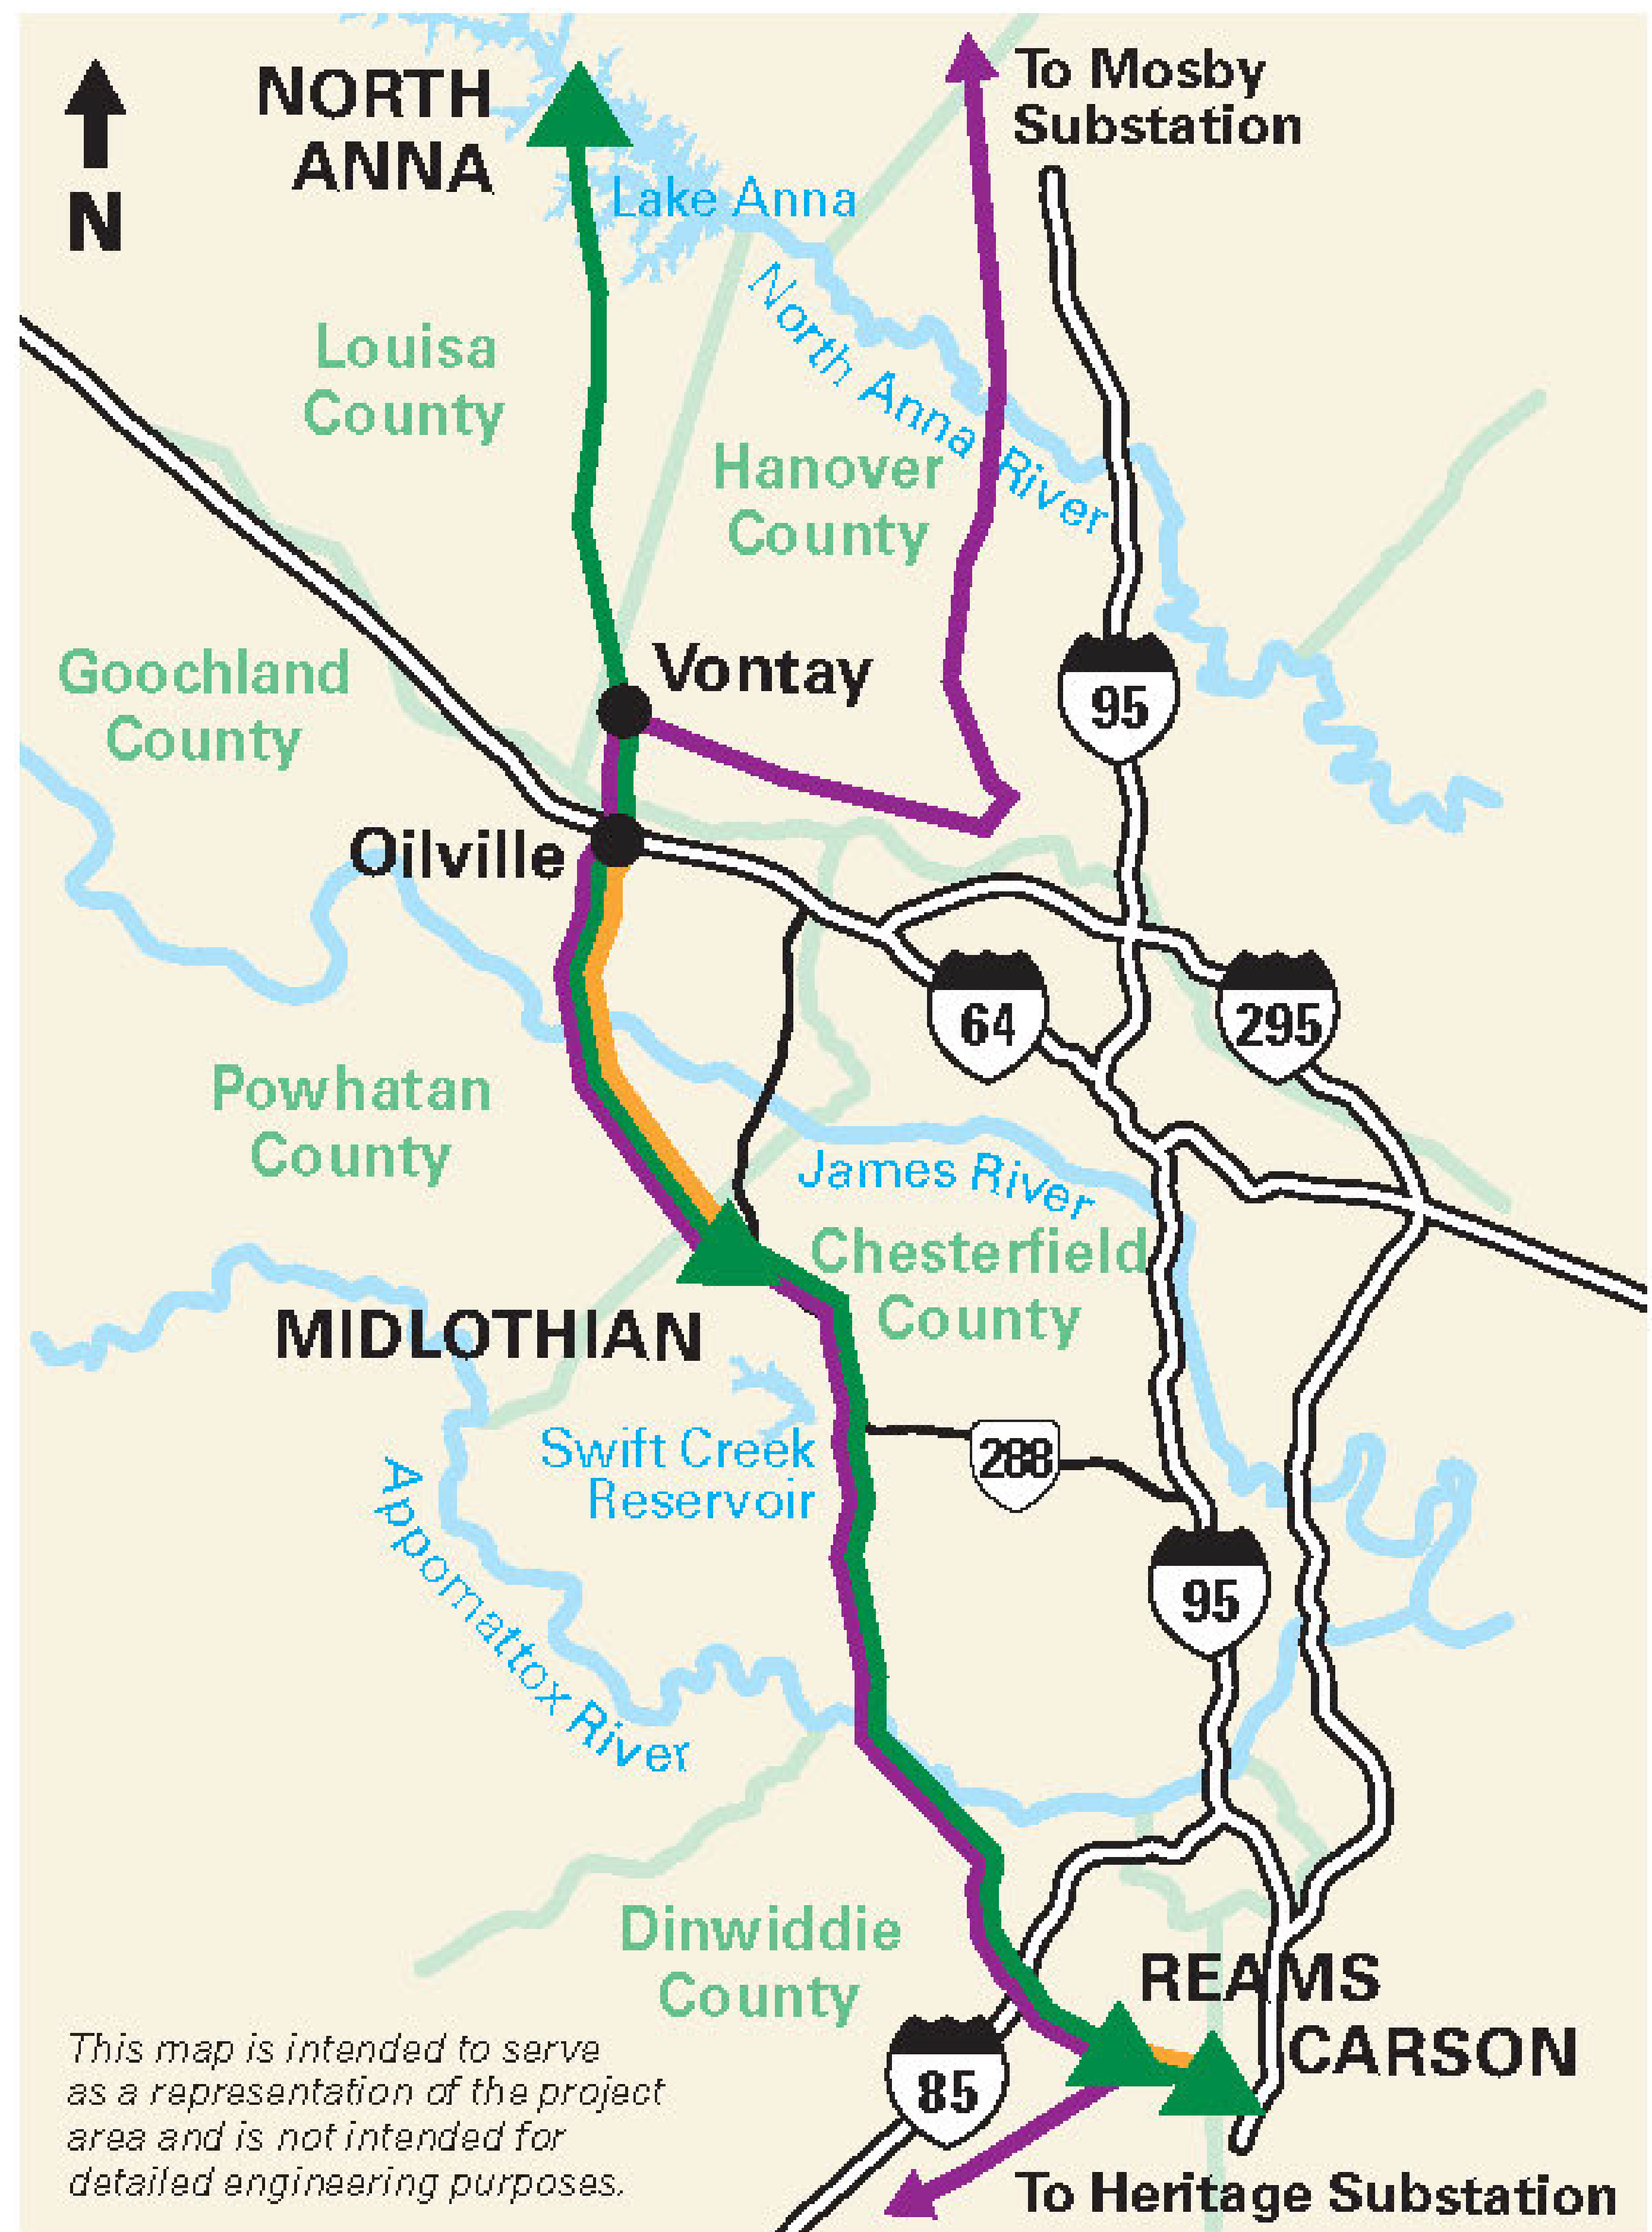 N
NORTH
ANNA
To Mosby
Substation
Lake Anna
North Anna River
Louisa
County
Hanover
County
Goochland
County
Vontay
95
Oilville
64
295
Powhatan
County
James River
Chesterfield
County
MIDLOTHIAN
Swift Creek
Reservoir
288
Appomattox River
95
Dinwiddie
County
REAMS
CARSON
85
To Heritage Substation
This map is intended to serve
as a representation of the project
area and is not intended for
detailed engineering purposes.